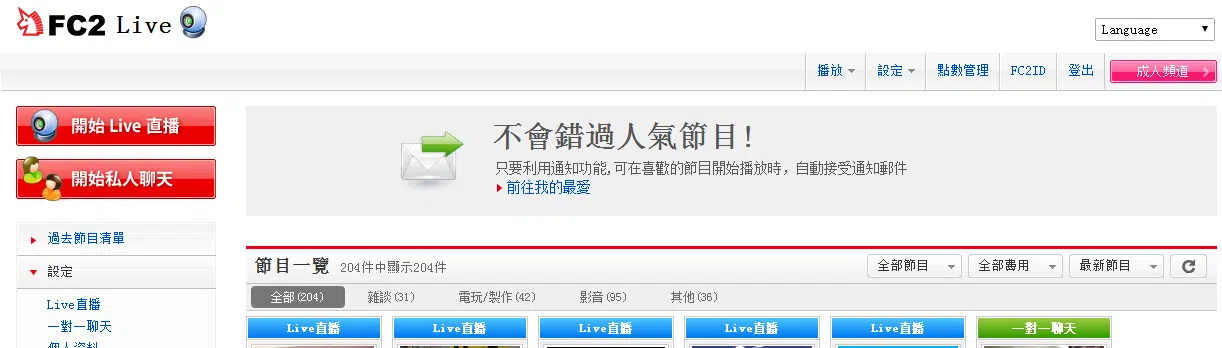 FC2 Live
Language
播放 設定 點數管理 FC2ID 登出 成人頻道
開始 Live 直播
開始私人聊天
不會錯過人氣節目!
只要利用通知功能,可在喜歡的節目開始播放時，自動接受通知郵件
前往我的最愛
過去節目清單
設定
Live直播
一對一聊天
個人資料
節目一覽 204件中顯示204件
全部節目 全部費用 最新節目
全部(204) 雜談(31) 電玩/製作(42) 影音(95) 其他(36)
Live直播 Live直播 Live直播 Live直播 Live直播 一對一聊天